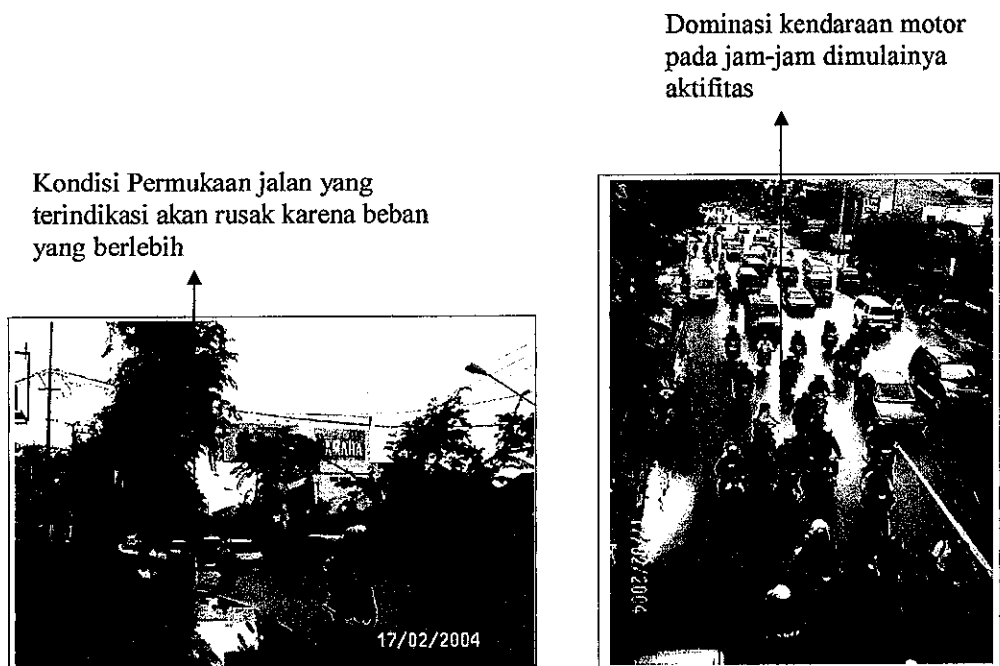 Dominasi kendaraan motor
pada jam-jam dimulainya
aktifitas
Kondisi Permukaan jalan yang
terindikasi akan rusak karena beban
yang berlebih
17/02/2004
17/02/2004